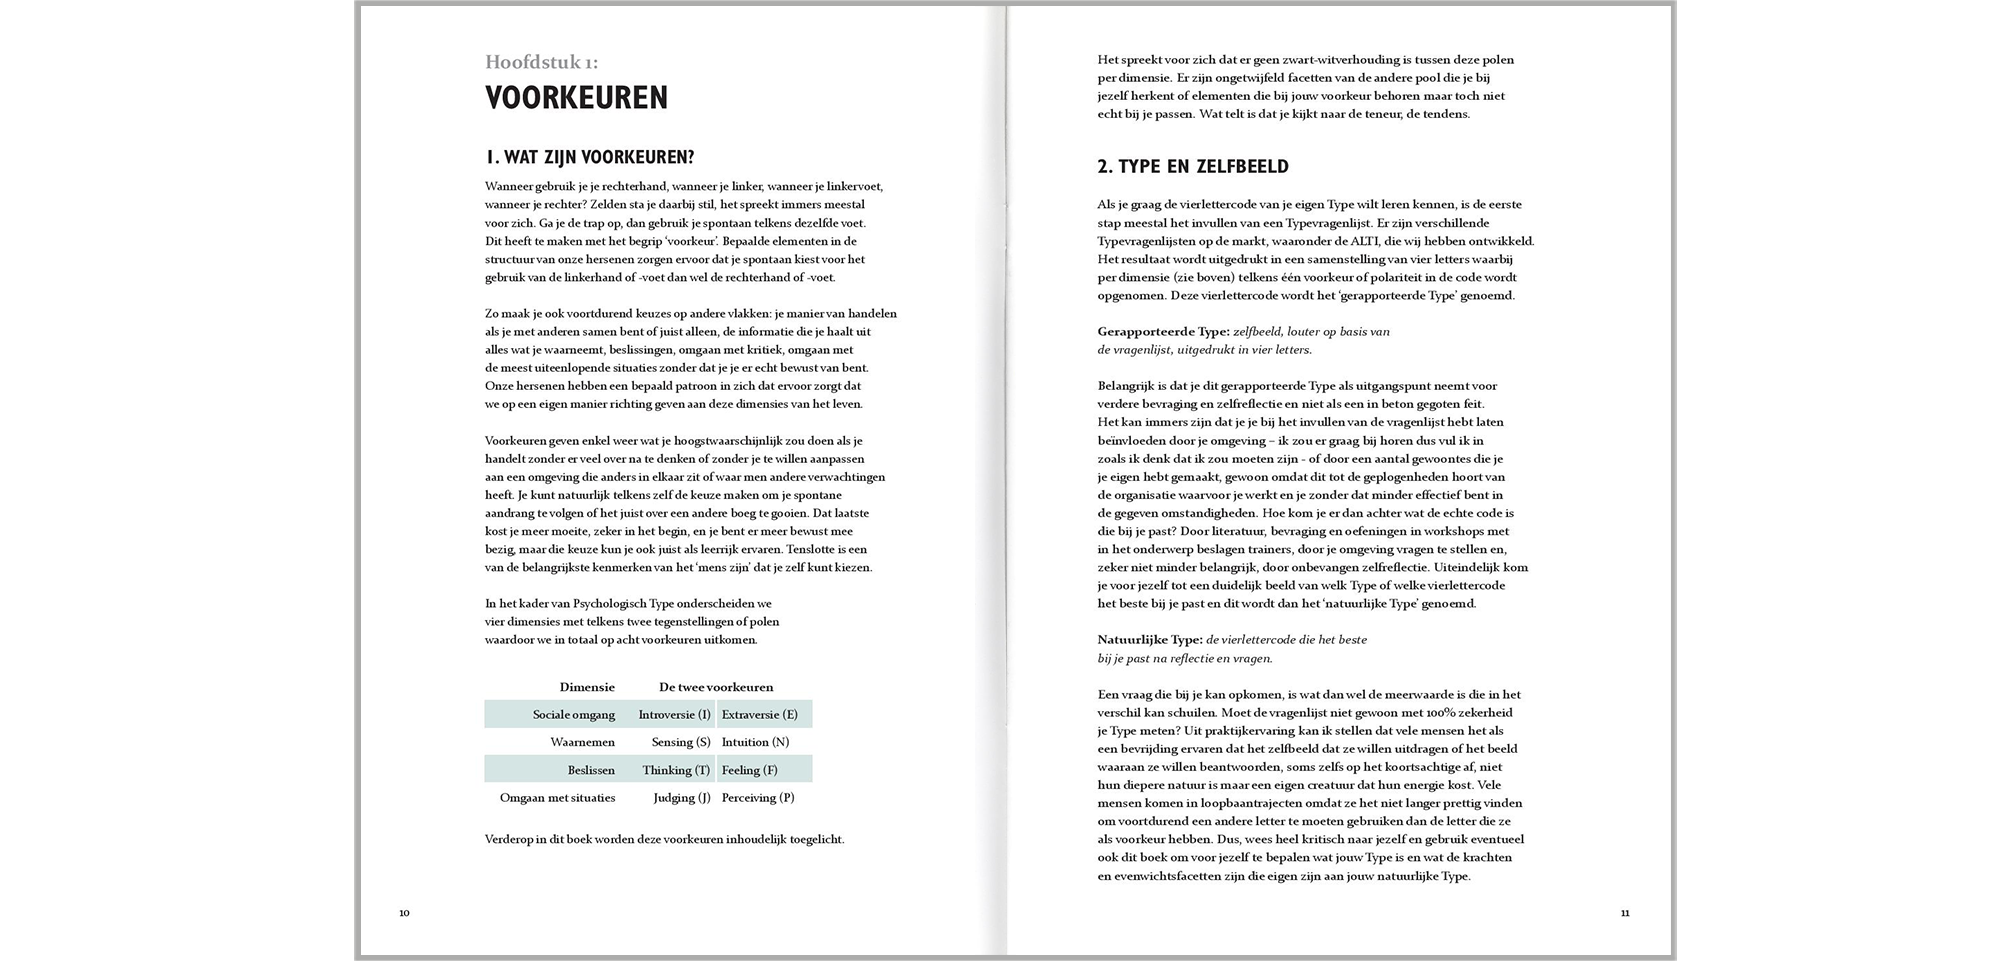 Hoofdstuk 1:
VOORKEUREN
1. WAT ZIJN VOORKEUREN?
Wanneer gebruik je je rechterhand, wanneer je linker, wanneer je linkervoet,
wanneer je rechter? Zelden sta je daarbij stil, het spreekt immers meestal
voor zich. Ga je de trap op, dan gebruik je spontaan telkens dezelfde voet.
Dit heeft te maken met het begrip ‘voorkeur’. Bepaalde elementen in de
structuur van onze hersenen zorgen ervoor dat je spontaan kiest voor het
gebruik van de linkerhand of -voet dan wel de rechterhand of -voet.
Zo maak je ook voortdurend keuzes op andere vlakken: je manier van handelen
als je met anderen samen bent of juist alleen, de informatie die je haalt uit
alles wat je waarneemt, beslissingen, omgaan met kritiek, omgaan met
de meest uiteenlopende situaties zonder dat je je er echt bewust van bent.
Onze hersenen hebben een bepaald patroon in zich dat ervoor zorgt dat
we op een eigen manier richting geven aan deze dimensies van het leven.
Voorkeuren geven enkel weer wat je hoogstwaarschijnlijk zou doen als je
handelt zonder er veel over na te denken of zonder je te willen aanpassen
aan een omgeving die anders in elkaar zit of waar men andere verwachtingen
heeft. Je kunt natuurlijk telkens zelf de keuze maken om je spontane
aandrang te volgen of het juist over een andere boeg te gooien. Dat laatste
kost je meer moeite, zeker in het begin, en je bent er meer bewust mee
bezig, maar die keuze kun je ook juist als leerrijk ervaren. Tenslotte is een
van de belangrijkste kenmerken van het ‘mens zijn’ dat je zelf kunt kiezen.
In het kader van Psychologisch Type onderscheiden we
vier dimensies met telkens twee tegenstellingen of polen
waardoor we in totaal op acht voorkeuren uitkomen.
Dimensie De twee voorkeuren
Sociale omgang Introversie (I) Extraversie (E)
Waarnemen Sensing (S) Intuition (N)
Beslissen Thinking (T) Feeling (F)
Omgaan met situaties Judging (J) Perceiving (P)
Verderop in dit boek worden deze voorkeuren inhoudelijk toegelicht.
10
Het spreekt voor zich dat er geen zwart-witverhouding is tussen deze polen
per dimensie. Er zijn ongetwijfeld facetten van de andere pool die je bij
jezelf herkent of elementen die bij jouw voorkeur behoren maar toch niet
echt bij je passen. Wat telt is dat je kijkt naar de teneur, de tendens.
2. TYPE EN ZELFBEELD
Als je graag de vierlettercode van je eigen Type wilt leren kennen, is de eerste
stap meestal het invullen van een Typevragenlijst. Er zijn verschillende
Typevragenlijsten op de markt, waaronder de ALTI, die wij hebben ontwikkeld.
Het resultaat wordt uitgedrukt in een samenstelling van vier letters waarbij
per dimensie (zie boven) telkens één voorkeur of polariteit in de code wordt
opgenomen. Deze vierlettercode wordt het ‘gerapporteerde Type’ genoemd.
Gerapporteerde Type: zelfbeeld, louter op basis van
de vragenlijst, uitgedrukt in vier letters.
Belangrijk is dat je dit gerapporteerde Type als uitgangspunt neemt voor
verdere bevraging en zelfreflectie en niet als een in beton gegoten feit.
Het kan immers zijn dat je je bij het invullen van de vragenlijst hebt laten
beïnvloeden door je omgeving – ik zou er graag bij horen dus vul ik in
zoals ik denk dat ik zou moeten zijn - of door een aantal gewoontes die je
je eigen hebt gemaakt, gewoon omdat dit tot de geplogenheden hoort van
de organisatie waarvoor je werkt en je zonder dat minder effectief bent in
de gegeven omstandigheden. Hoe kom je er dan achter wat de echte code is
die bij je past? Door literatuur, bevraging en oefeningen in workshops met
in het onderwerp beslagen trainers, door je omgeving vragen te stellen en,
zeker niet minder belangrijk, door onbevangen zelfreflectie. Uiteindelijk kom
je voor jezelf tot een duidelijk beeld van welk Type of welke vierlettercode
het beste bij je past en dit wordt dan het ‘natuurlijke Type’ genoemd.
Natuurlijke Type: de vierlettercode die het beste
bij je past na reflectie en vragen.
Een vraag die bij je kan opkomen, is wat dan wel de meerwaarde is die in het
verschil kan schuilen. Moet de vragenlijst niet gewoon met 100% zekerheid
je Type meten? Uit praktijkervaring kan ik stellen dat vele mensen het als
een bevrijding ervaren dat het zelfbeeld dat ze willen uitdragen of het beeld
waaraan ze willen beantwoorden, soms zelfs op het koortsachtige af, niet
hun diepere natuur is maar een eigen creatuur dat hun energie kost. Vele
mensen komen in loopbaantrajecten omdat ze het niet langer prettig vinden
om voortdurend een andere letter te moeten gebruiken dan de letter die ze
als voorkeur hebben. Dus, wees heel kritisch naar jezelf en gebruik eventueel
ook dit boek om voor jezelf te bepalen wat jouw Type is en wat de krachten
en evenwichtsfacetten zijn die eigen zijn aan jouw natuurlijke Type.
11